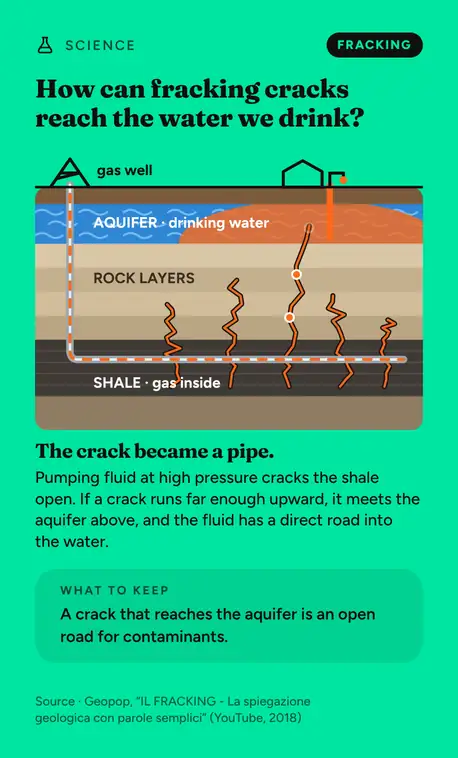 SCIENCE
FRACKING
How can fracking cracks
reach the water we drink?
gas well
AQUIFER · drinking water
ROCK LAYERS
SHALE · gas inside
The crack became a pipe.
Pumping fluid at high pressure cracks the shale
open. If a crack runs far enough upward, it meets the
aquifer above, and the fluid has a direct road into
the water.
WHAT TO KEEP
A crack that reaches the aquifer is an open
road for contaminants.
Source · Geopop, "IL FRACKING - La spiegazione
geologica con parole semplici" (YouTube, 2018)